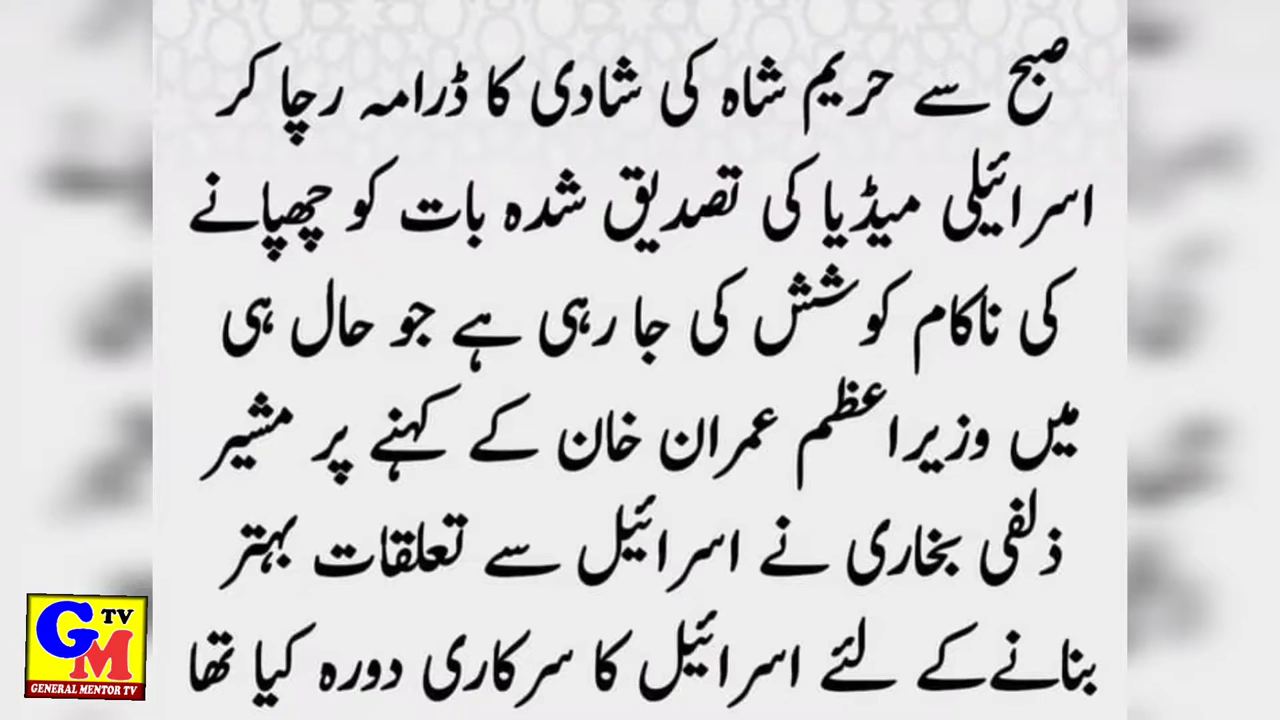 صبح سے حریم شاہ کی شادی کا ڈرامہ رچا کر
اسرائیلی میڈیا کی تصدیق شدہ بات کو چھپانے
کی ناکام کوشش کی جا رہی ہے جو حال ہی
میں وزیراعظم عمران خان کے کہنے پر مشیر
ذلفی بخاری نے اسرائیل سے تعلقات بہتر
بنانے کے لئے اسرائیل کا سرکاری دورہ کیا تھا
GM TV
GENERAL MENTOR TV